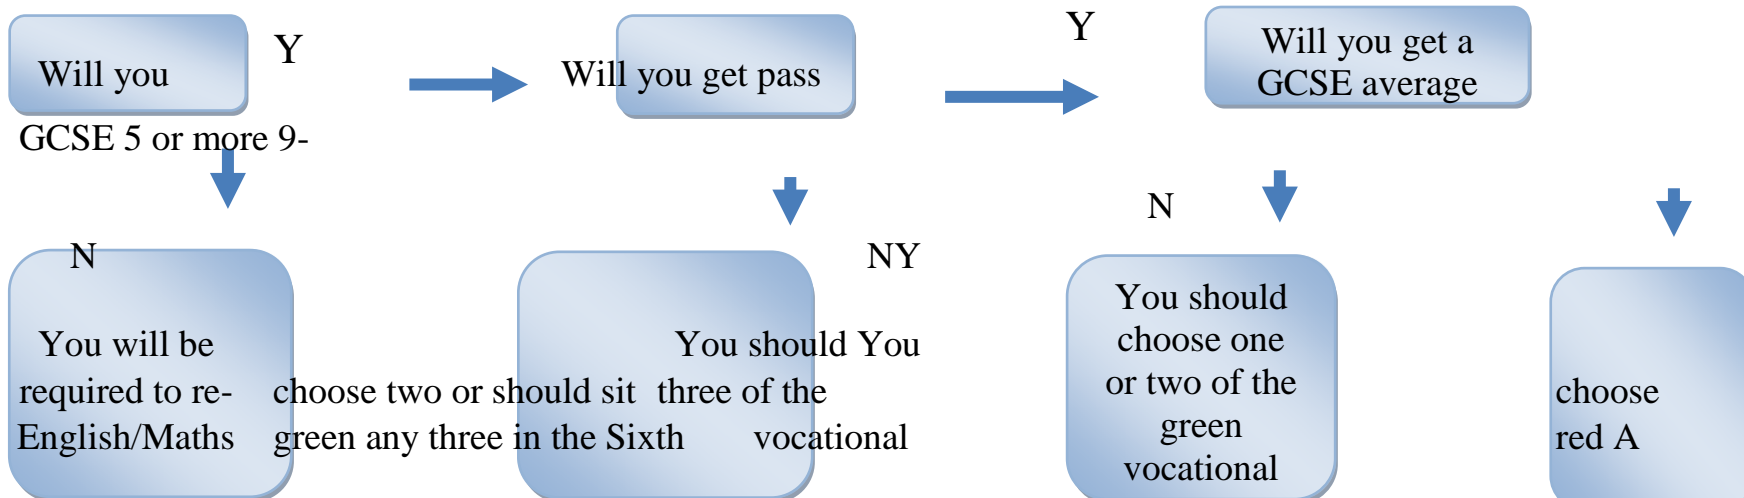 Y
Will you
GCSE 5 or more 9-
Will you get pass
Y
Will you get a
GCSE average
N
You will be
required to re-
English/Maths
choose two or should sit three of the
green any three in the Sixth vocational
NY
You should You
N
You should
choose one
or two of the
green
vocational
choose
red A